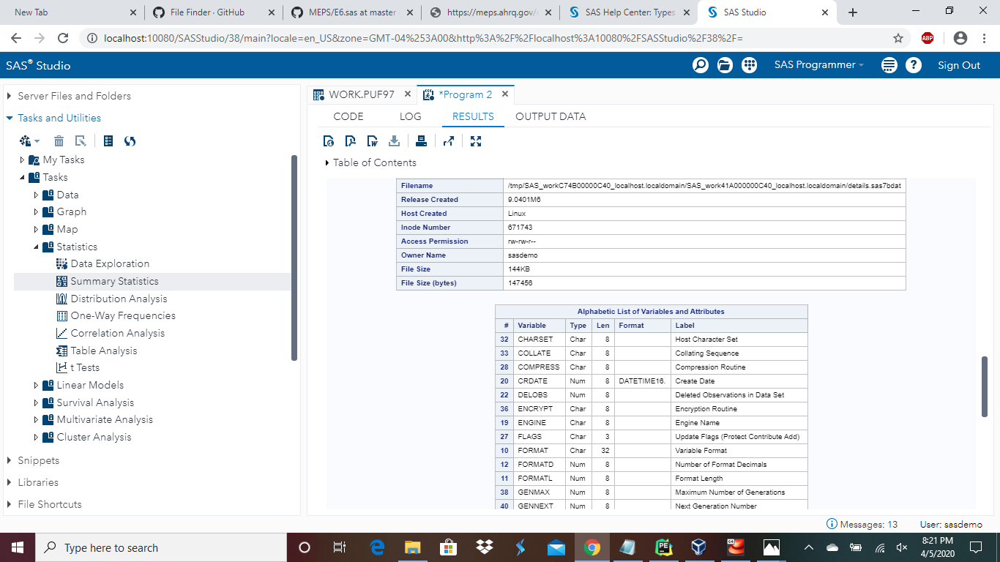 New Tab
File Finder · GitHub
MEPS/E6.sas at master
https://meps.ahrq.gov/
SAS Help Center: Types
SAS Studio
localhost:10080/SASStudio/38/main?locale=en_US&zone=GMT-04%253A00&http%3A%2F%2Flocalhost%3A10080%2FSASStudio%2F38%2F=
ABP
SAS® Studio
SAS Programmer
Sign Out
Server Files and Folders
Tasks and Utilities
My Tasks
Tasks
Data
Graph
Map
Statistics
Data Exploration
Summary Statistics
Distribution Analysis
One-Way Frequencies
Correlation Analysis
Table Analysis
t Tests
Linear Models
Survival Analysis
Multivariate Analysis
Cluster Analysis
Snippets
Libraries
File Shortcuts
WORK.PUF97
*Program 2
CODE LOG RESULTS OUTPUT DATA
Table of Contents
Filename /tmp/SAS_workC74B00000C40_localhost.localdomain/SAS_work41A000000C40_localhost.localdomain/details.sas7bdat
Release Created 9.0401M6
Host Created Linux
Inode Number 671743
Access Permission rw-rw-r--
Owner Name sasdemo
File Size 144KB
File Size (bytes) 147456
Alphabetic List of Variables and Attributes
# Variable Type Len Format Label
32 CHARSET Char 8 Host Character Set
33 COLLATE Char 8 Collating Sequence
28 COMPRESS Char 8 Compression Routine
20 CRDATE Num 8 DATETIME16. Create Date
22 DELOBS Num 8 Deleted Observations in Data Set
36 ENCRYPT Char 8 Encryption Routine
19 ENGINE Char 8 Engine Name
27 FLAGS Char 3 Update Flags (Protect Contribute Add)
10 FORMAT Char 32 Variable Format
12 FORMATD Num 8 Number of Format Decimals
11 FORMATL Num 8 Format Length
38 GENMAX Num 8 Maximum Number of Generations
40 GENNEXT Num 8 Next Generation Number
Messages: 13
User: sasdemo
Type here to search
8:21 PM
4/5/2020